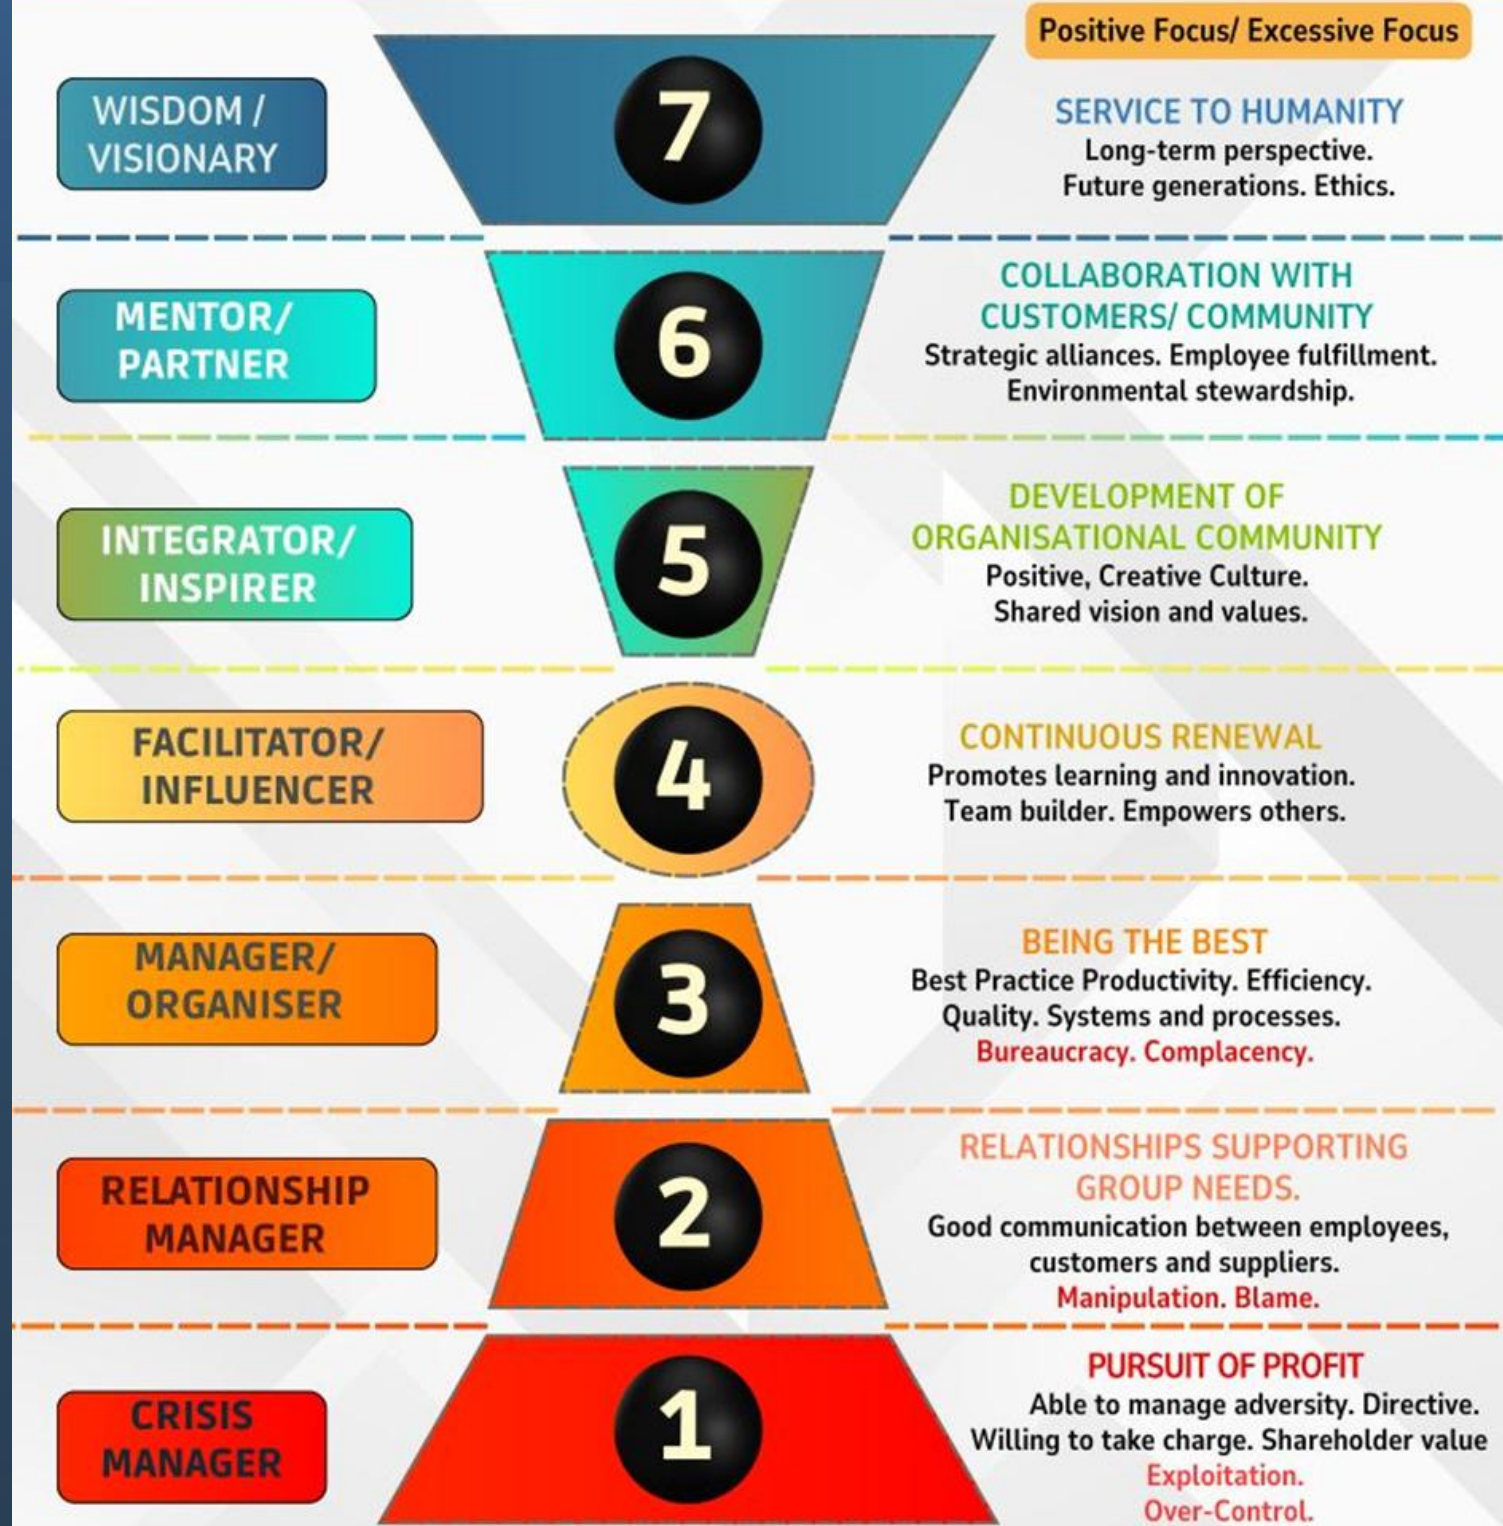 Positive Focus/ Excessive Focus
WISDOM /
VISIONARY
7
SERVICE TO HUMANITY
Long-term perspective.
Future generations. Ethics.
MENTOR/
PARTNER
6
COLLABORATION WITH
CUSTOMERS/ COMMUNITY
Strategic alliances. Employee fulfillment.
Environmental stewardship.
INTEGRATOR/
INSPIRER
5
DEVELOPMENT OF
ORGANISATIONAL COMMUNITY
Positive, Creative Culture.
Shared vision and values.
FACILITATOR/
INFLUENCER
4
CONTINUOUS RENEWAL
Promotes learning and innovation.
Team builder. Empowers others.
MANAGER/
ORGANISER
3
BEING THE BEST
Best Practice Productivity. Efficiency.
Quality. Systems and processes.
Bureaucracy. Complacency.
RELATIONSHIP
MANAGER
2
RELATIONSHIPS SUPPORTING
GROUP NEEDS.
Good communication between employees,
customers and suppliers.
Manipulation. Blame.
CRISIS
MANAGER
1
PURSUIT OF PROFIT
Able to manage adversity. Directive.
Willing to take charge. Shareholder value
Exploitation.
Over-Control.